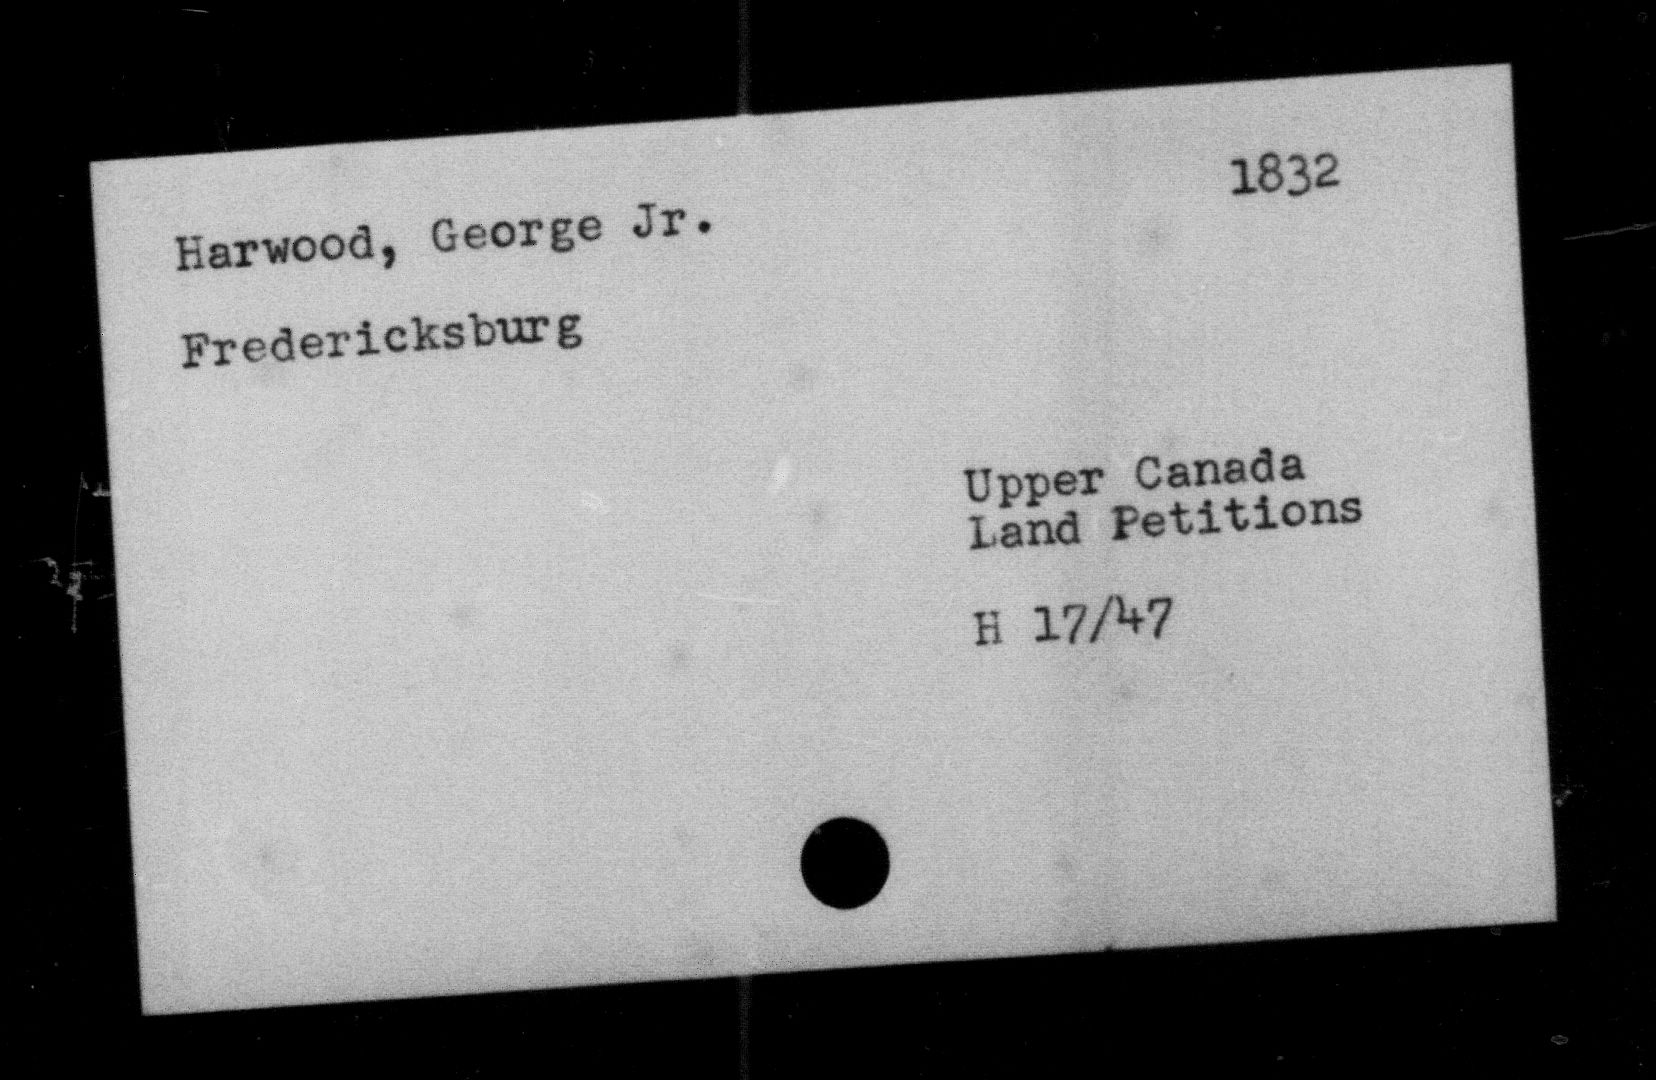 1832
Harwood, George Jr.
Fredericksburg
Upper Canada
Land Petitions
H 17/47